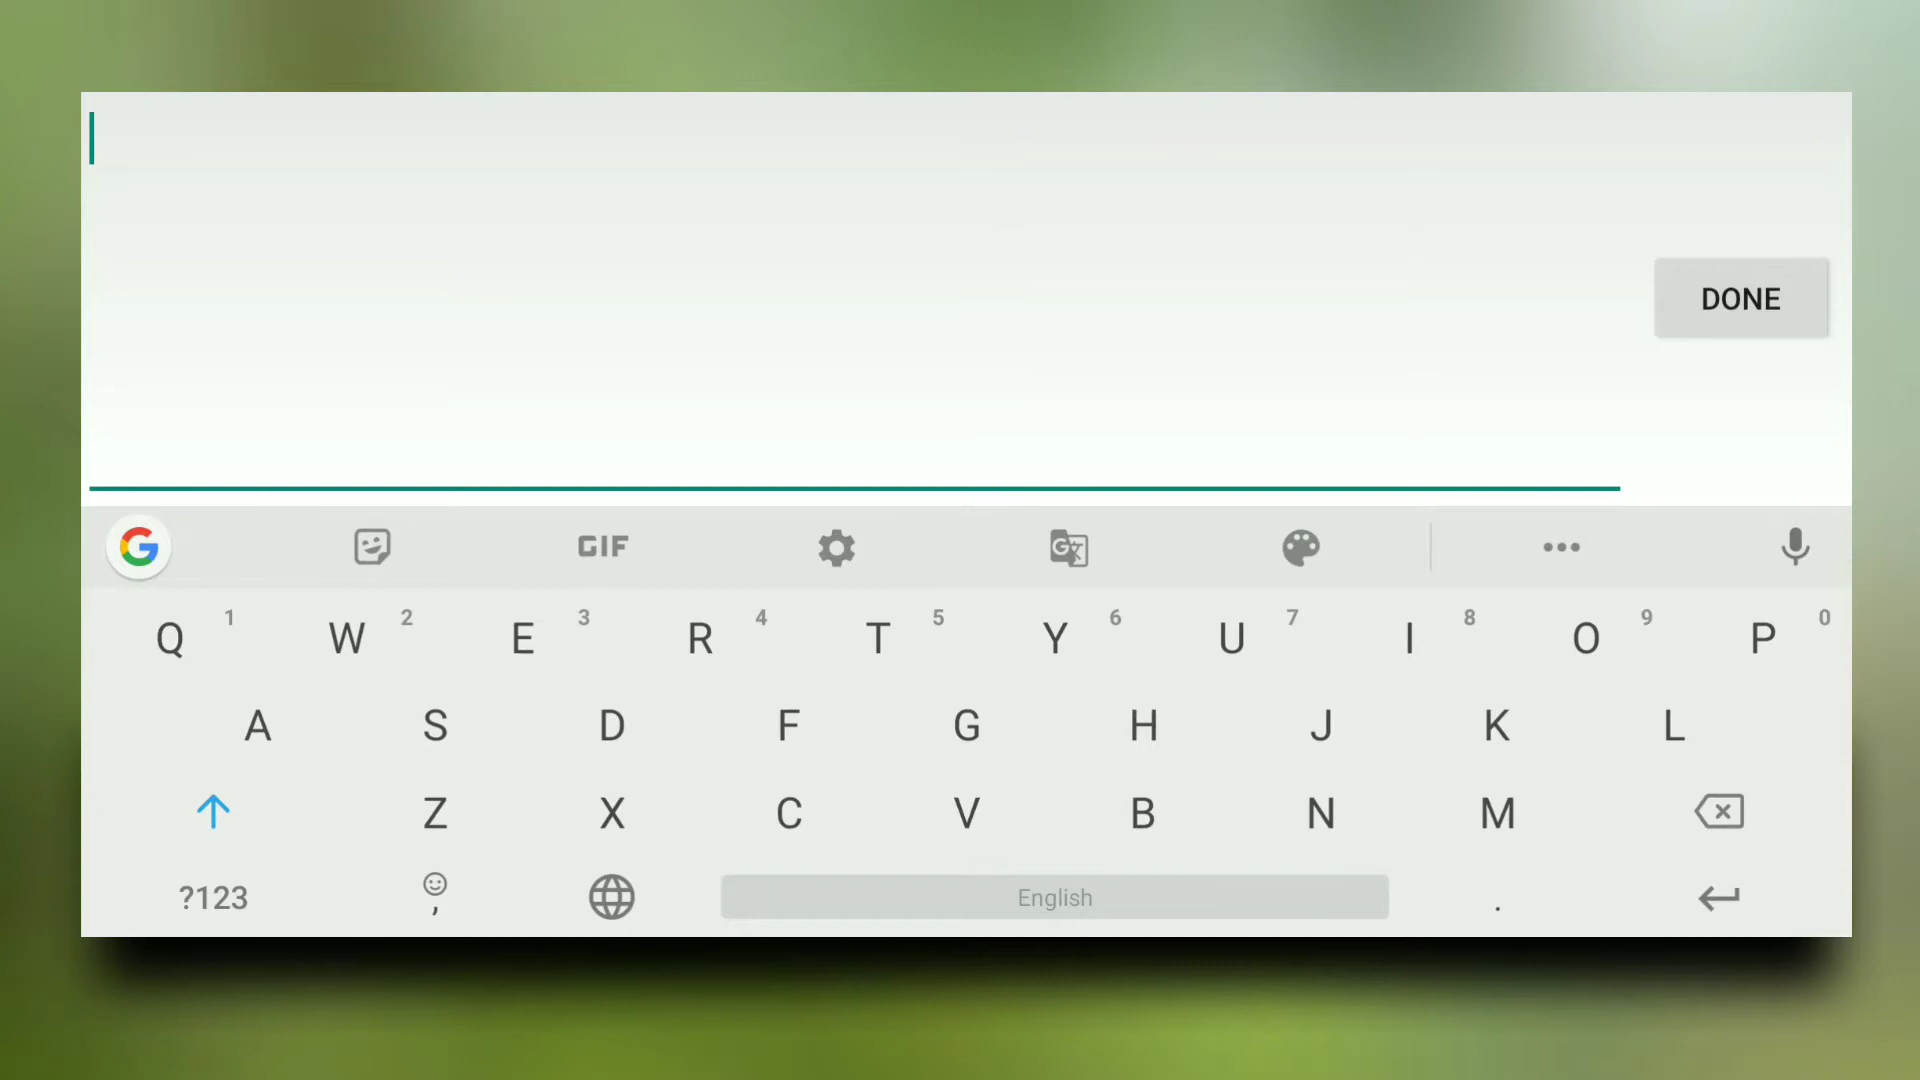 DONE
G GIF G
Q 1 W 2 E 3 R 4 T 5 Y 6 U 7 I 8 O 9 P 0
A S D F G H J K L
Z X C V B N M
?123 , English .